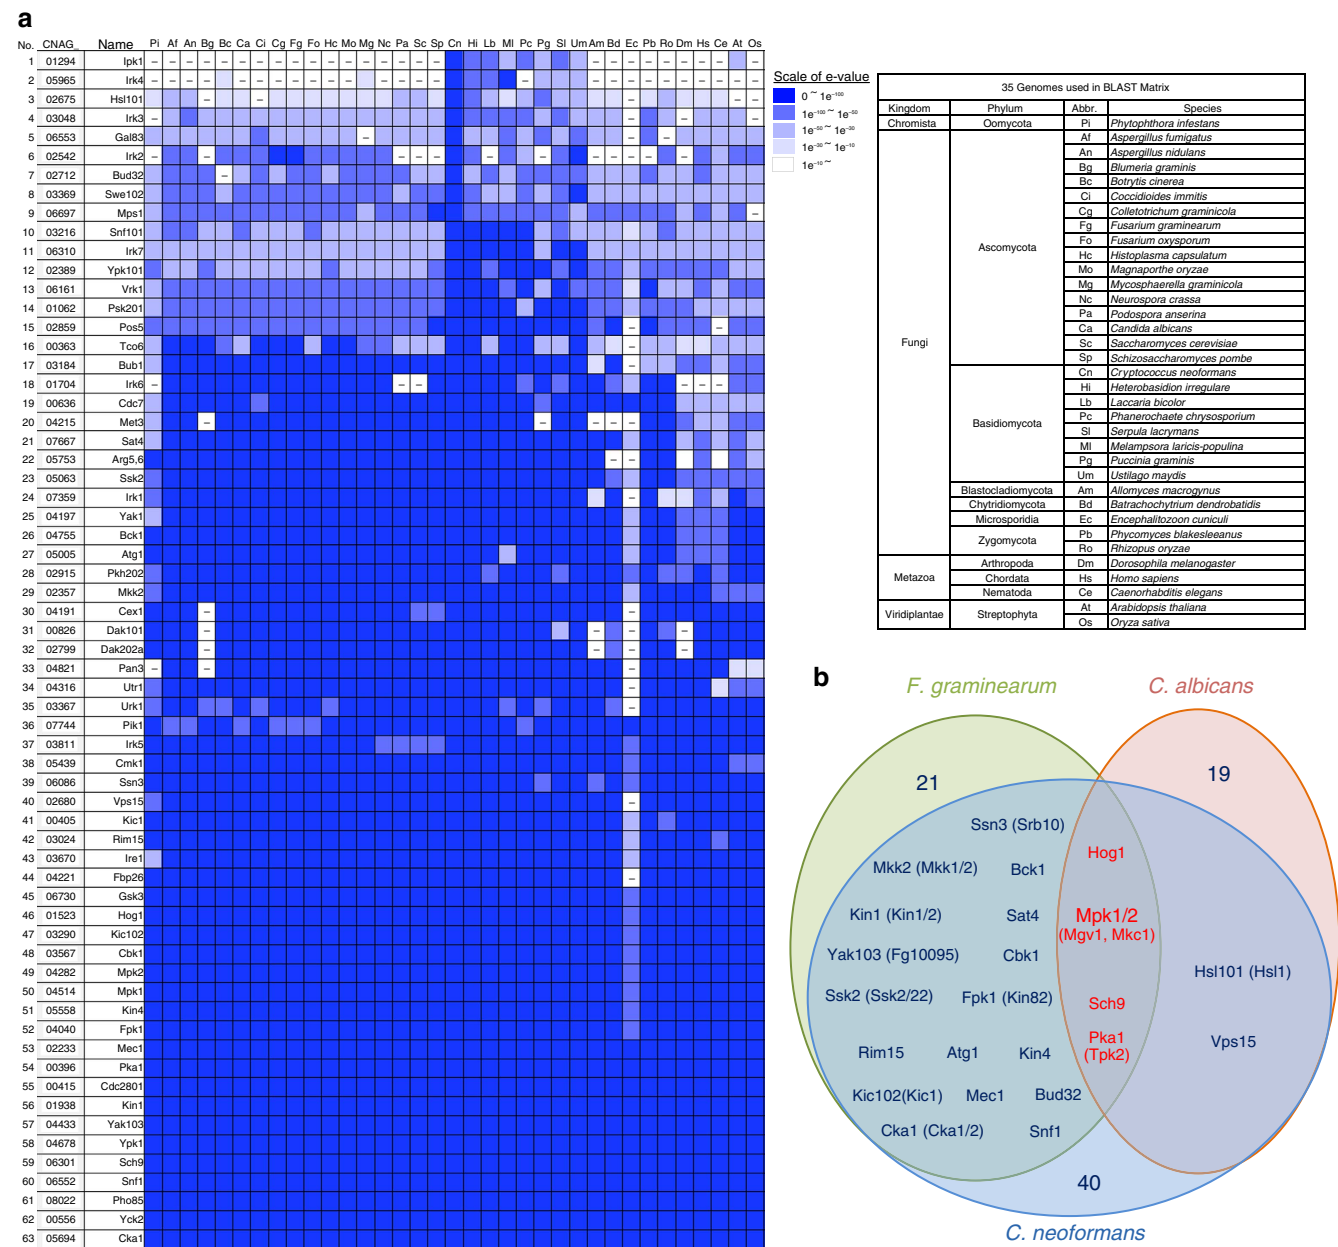 a
No. CNAG_ Name Pi Af An Bg Bc Ca Ci Cg Fg Fo Hc Mo Mg Nc Pa Sc Sp Cn Hi Lb Ml Pc Pg Sl Um Am Bd Ec Pb Ro Dm Hs Ce At Os
1 01294 Ipk1
2 05965 Irk4
3 02675 Hsl101
4 03048 Irk3
5 06553 Gal83
6 02542 Irk2
7 02712 Bud32
8 03369 Swe102
9 06697 Mps1
10 03216 Snf101
11 06310 Irk7
12 02389 Ypk101
13 06161 Vrk1
14 01062 Psk201
15 02859 Pos5
16 00363 Tco6
17 03184 Bub1
18 01704 Irk6
19 00636 Cdc7
20 04215 Met3
21 07667 Sat4
22 05753 Arg5,6
23 05063 Ssk2
24 07359 Irk1
25 04197 Yak1
26 04755 Bck1
27 05005 Atg1
28 02915 Pkh202
29 02357 Mkk2
30 04191 Cex1
31 00826 Dak101
32 02799 Dak202a
33 04821 Pan3
34 04316 Utr1
35 03367 Urk1
36 07744 Pik1
37 03811 Irk5
38 05439 Cmk1
39 06086 Ssn3
40 02680 Vps15
41 00405 Kic1
42 03024 Rim15
43 03670 Ire1
44 04221 Fbp26
45 06730 Gsk3
46 01523 Hog1
47 03290 Kic102
48 03567 Cbk1
49 04282 Mpk2
50 04514 Mpk1
51 05558 Kin4
52 04040 Fpk1
53 02233 Mec1
54 00396 Pka1
55 00415 Cdc2801
56 01938 Kin1
57 04433 Yak103
58 04678 Ypk1
59 06301 Sch9
60 06552 Snf1
61 08022 Pho85
62 00556 Yck2
63 05694 Cka1
Scale of e-value
0 ~ 1e⁻¹⁰⁰
1e⁻¹⁰⁰ ~ 1e⁻⁵⁰
1e⁻⁵⁰ ~ 1e⁻³⁰
1e⁻³⁰ ~ 1e⁻¹⁰
1e⁻¹⁰ ~
35 Genomes used in BLAST Matrix
Kingdom Phylum Abbr. Species
Chromista Oomycota Pi Phytophthora infestans
Fungi Ascomycota Af Aspergillus fumigatus
An Aspergillus nidulans
Bg Blumeria graminis
Bc Botrytis cinerea
Ci Coccidioides immitis
Cg Colletotrichum graminicola
Fg Fusarium graminearum
Fo Fusarium oxysporum
Hc Histoplasma capsulatum
Mo Magnaporthe oryzae
Mg Mycosphaerella graminicola
Nc Neurospora crassa
Pa Podospora anserina
Ca Candida albicans
Sc Saccharomyces cerevisiae
Sp Schizosaccharomyces pombe
Basidiomycota Cn Cryptococcus neoformans
Hi Heterobasidion irregulare
Lb Laccaria bicolor
Pc Phanerochaete chrysosporium
Sl Serpula lacrymans
Ml Melampsora laricis-populina
Pg Puccinia graminis
Um Ustilago maydis
Blastocladiomycota Am Allomyces macrogynus
Chytridiomycota Bd Batrachochytrium dendrobatidis
Microsporidia Ec Encephalitozoon cuniculi
Zygomycota Pb Phycomyces blakesleeanus
Ro Rhizopus oryzae
Metazoa Arthropoda Dm Dorosophila melanogaster
Chordata Hs Homo sapiens
Nematoda Ce Caenorhabditis elegans
Viridiplantae Streptophyta At Arabidopsis thaliana
Os Oryza sativa
b
F. graminearum
C. albicans
21
19
Ssn3 (Srb10)
Hog1
Mkk2 (Mkk1/2) Bck1
Kin1 (Kin1/2) Sat4
Mpk1/2
(Mgv1, Mkc1)
Yak103 (Fg10095) Cbk1
Hsl101 (Hsl1)
Ssk2 (Ssk2/22) Fpk1 (Kin82)
Sch9
Pka1
(Tpk2)
Vps15
Rim15 Atg1 Kin4
Kic102(Kic1) Mec1 Bud32
Cka1 (Cka1/2) Snf1
40
C. neoformans